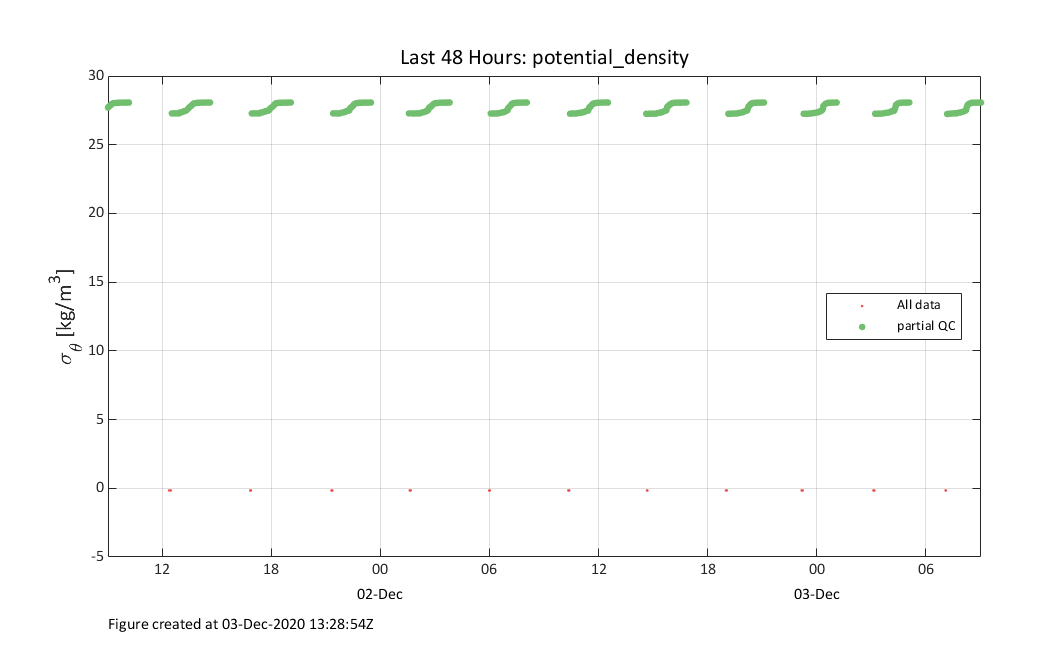 Last 48 Hours: potential_density
30
25
20
15
10
5
0
-5
σθ [kg/m³]
All data
partial QC
12 18 00 06 12 18 00 06
02-Dec 03-Dec
Figure created at 03-Dec-2020 13:28:54Z